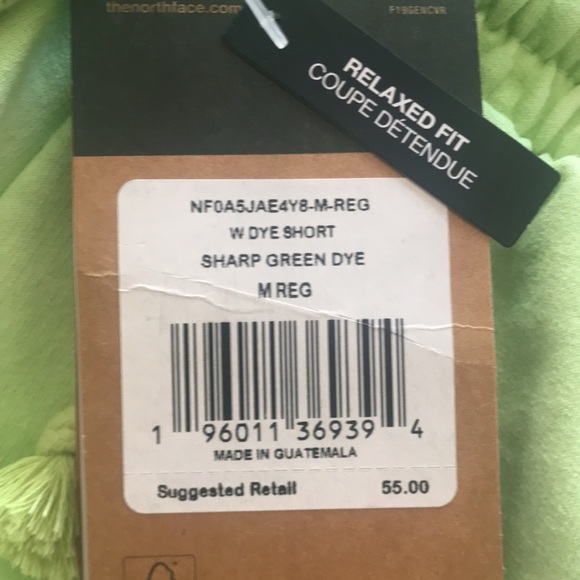 thenorthface.com
F19GENCVR
RELAXED FIT
COUPE DÉTENDUE
NF0A5JAE4Y8-M-REG
W DYE SHORT
SHARP GREEN DYE
M REG
1 96011 36939 4
MADE IN GUATEMALA
Suggested Retail 55.00